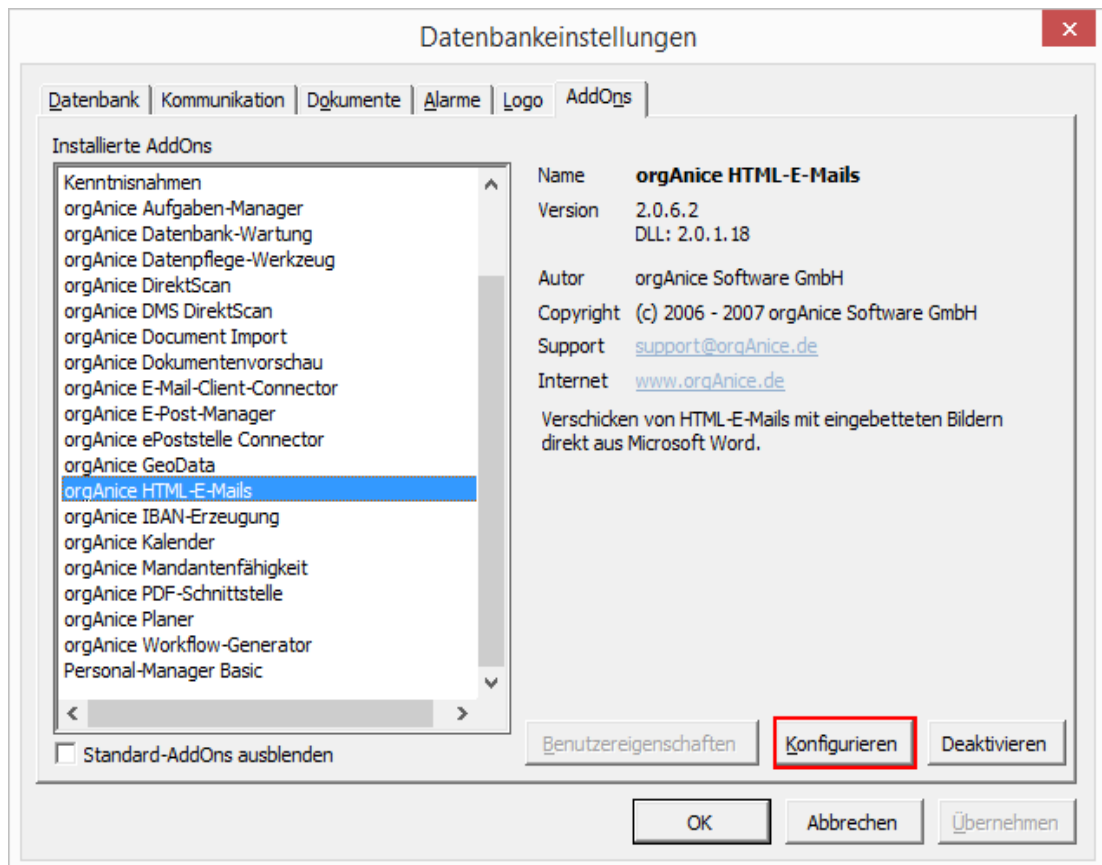 Datenbankeinstellungen
Datenbank
Kommunikation
Dokumente
Alarme
Logo
AddOns
Installierte AddOns
Kenntnisnahmen
orgAnice Aufgaben-Manager
orgAnice Datenbank-Wartung
orgAnice Datenpflege-Werkzeug
orgAnice DirektScan
orgAnice DMS DirektScan
orgAnice Document Import
orgAnice Dokumentenvorschau
orgAnice E-Mail-Client-Connector
orgAnice E-Post-Manager
orgAnice ePoststelle Connector
orgAnice GeoData
orgAnice HTML-E-Mails
orgAnice IBAN-Erzeugung
orgAnice Kalender
orgAnice Mandantenfähigkeit
orgAnice PDF-Schnittstelle
orgAnice Planer
orgAnice Workflow-Generator
Personal-Manager Basic
Standard-AddOns ausblenden
Name orgAnice HTML-E-Mails
Version 2.0.6.2
DLL: 2.0.1.18
Autor orgAnice Software GmbH
Copyright (c) 2006 - 2007 orgAnice Software GmbH
Support support@orgAnice.de
Internet www.orgAnice.de
Verschicken von HTML-E-Mails mit eingebetteten Bildern
direkt aus Microsoft Word.
Benutzereigenschaften
Konfigurieren
Deaktivieren
OK
Abbrechen
Übernehmen